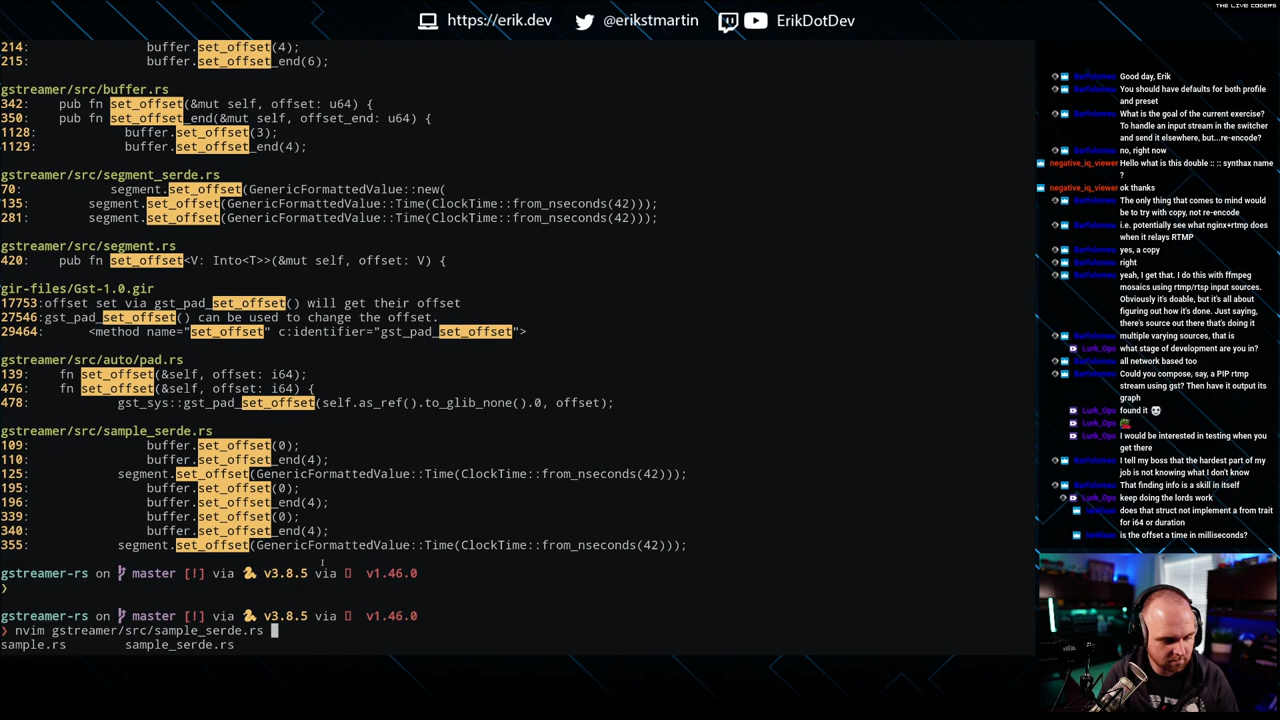 THE LIVE CODERS
https://erik.dev @erikstmartin ErikDotDev
214: buffer.set_offset(4);
215: buffer.set_offset_end(6);
gstreamer/src/buffer.rs
342: pub fn set_offset(&mut self, offset: u64) {
350: pub fn set_offset_end(&mut self, offset_end: u64) {
1128: buffer.set_offset(3);
1129: buffer.set_offset_end(4);
gstreamer/src/segment_serde.rs
70: segment.set_offset(GenericFormattedValue::new(
135: segment.set_offset(GenericFormattedValue::Time(ClockTime::from_nseconds(42)));
281: segment.set_offset(GenericFormattedValue::Time(ClockTime::from_nseconds(42)));
gstreamer/src/segment.rs
420: pub fn set_offset<V: Into<T>>(&mut self, offset: V) {
gir-files/Gst-1.0.gir
17753:offset set via gst_pad_set_offset() will get their offset
27546:gst_pad_set_offset() can be used to change the offset.
29464: <method name="set_offset" c:identifier="gst_pad_set_offset">
gstreamer/src/auto/pad.rs
139: fn set_offset(&self, offset: i64);
476: fn set_offset(&self, offset: i64) {
478: gst_sys::gst_pad_set_offset(self.as_ref().to_glib_none().0, offset);
gstreamer/src/sample_serde.rs
109: buffer.set_offset(0);
110: buffer.set_offset_end(4);
125: segment.set_offset(GenericFormattedValue::Time(ClockTime::from_nseconds(42)));
195: buffer.set_offset(0);
196: buffer.set_offset_end(4);
339: buffer.set_offset(0);
340: buffer.set_offset_end(4);
355: segment.set_offset(GenericFormattedValue::Time(ClockTime::from_nseconds(42)));
gstreamer-rs on master [!] via v3.8.5 via v1.46.0
❯
gstreamer-rs on master [!] via v3.8.5 via v1.46.0
❯ nvim gstreamer/src/sample_serde.rs
sample.rs sample_serde.rs
Good day, Erik
You should have defaults for both profile
and preset
What is the goal of the current exercise?
To handle an input stream in the switcher
and send it elsewhere, but...re-encode?
no, right now
negative_iq_viewer Hello what is this double :: :: synthax name
?
negative_iq_viewer ok thanks
The only thing that comes to mind would
be to try with copy, not re-encode
i.e. potentially see what nginx+rtmp does
when it relays RTMP
yes, a copy
right
yeah, I get that. I do this with ffmpeg
mosaics using rtmp/rtsp input sources.
Obviously it's doable, but it's all about
figuring out how it's done. Just saying,
there's source out there that's doing it
multiple varying sources, that is
Lurk_Ops what stage of development are you in?
all network based too
Could you compose, say, a PIP rtmp
stream using gst? Then have it output its
graph
Lurk_Ops found it
Lurk_Ops
Lurk_Ops I would be interested in testing when you
get there
I tell my boss that the hardest part of my
job is not knowing what I don't know
That finding info is a skill in itself
Lurk_Ops keep doing the lords work
does that struct not implement a from trait
for i64 or duration
is the offset a time in milliseconds?